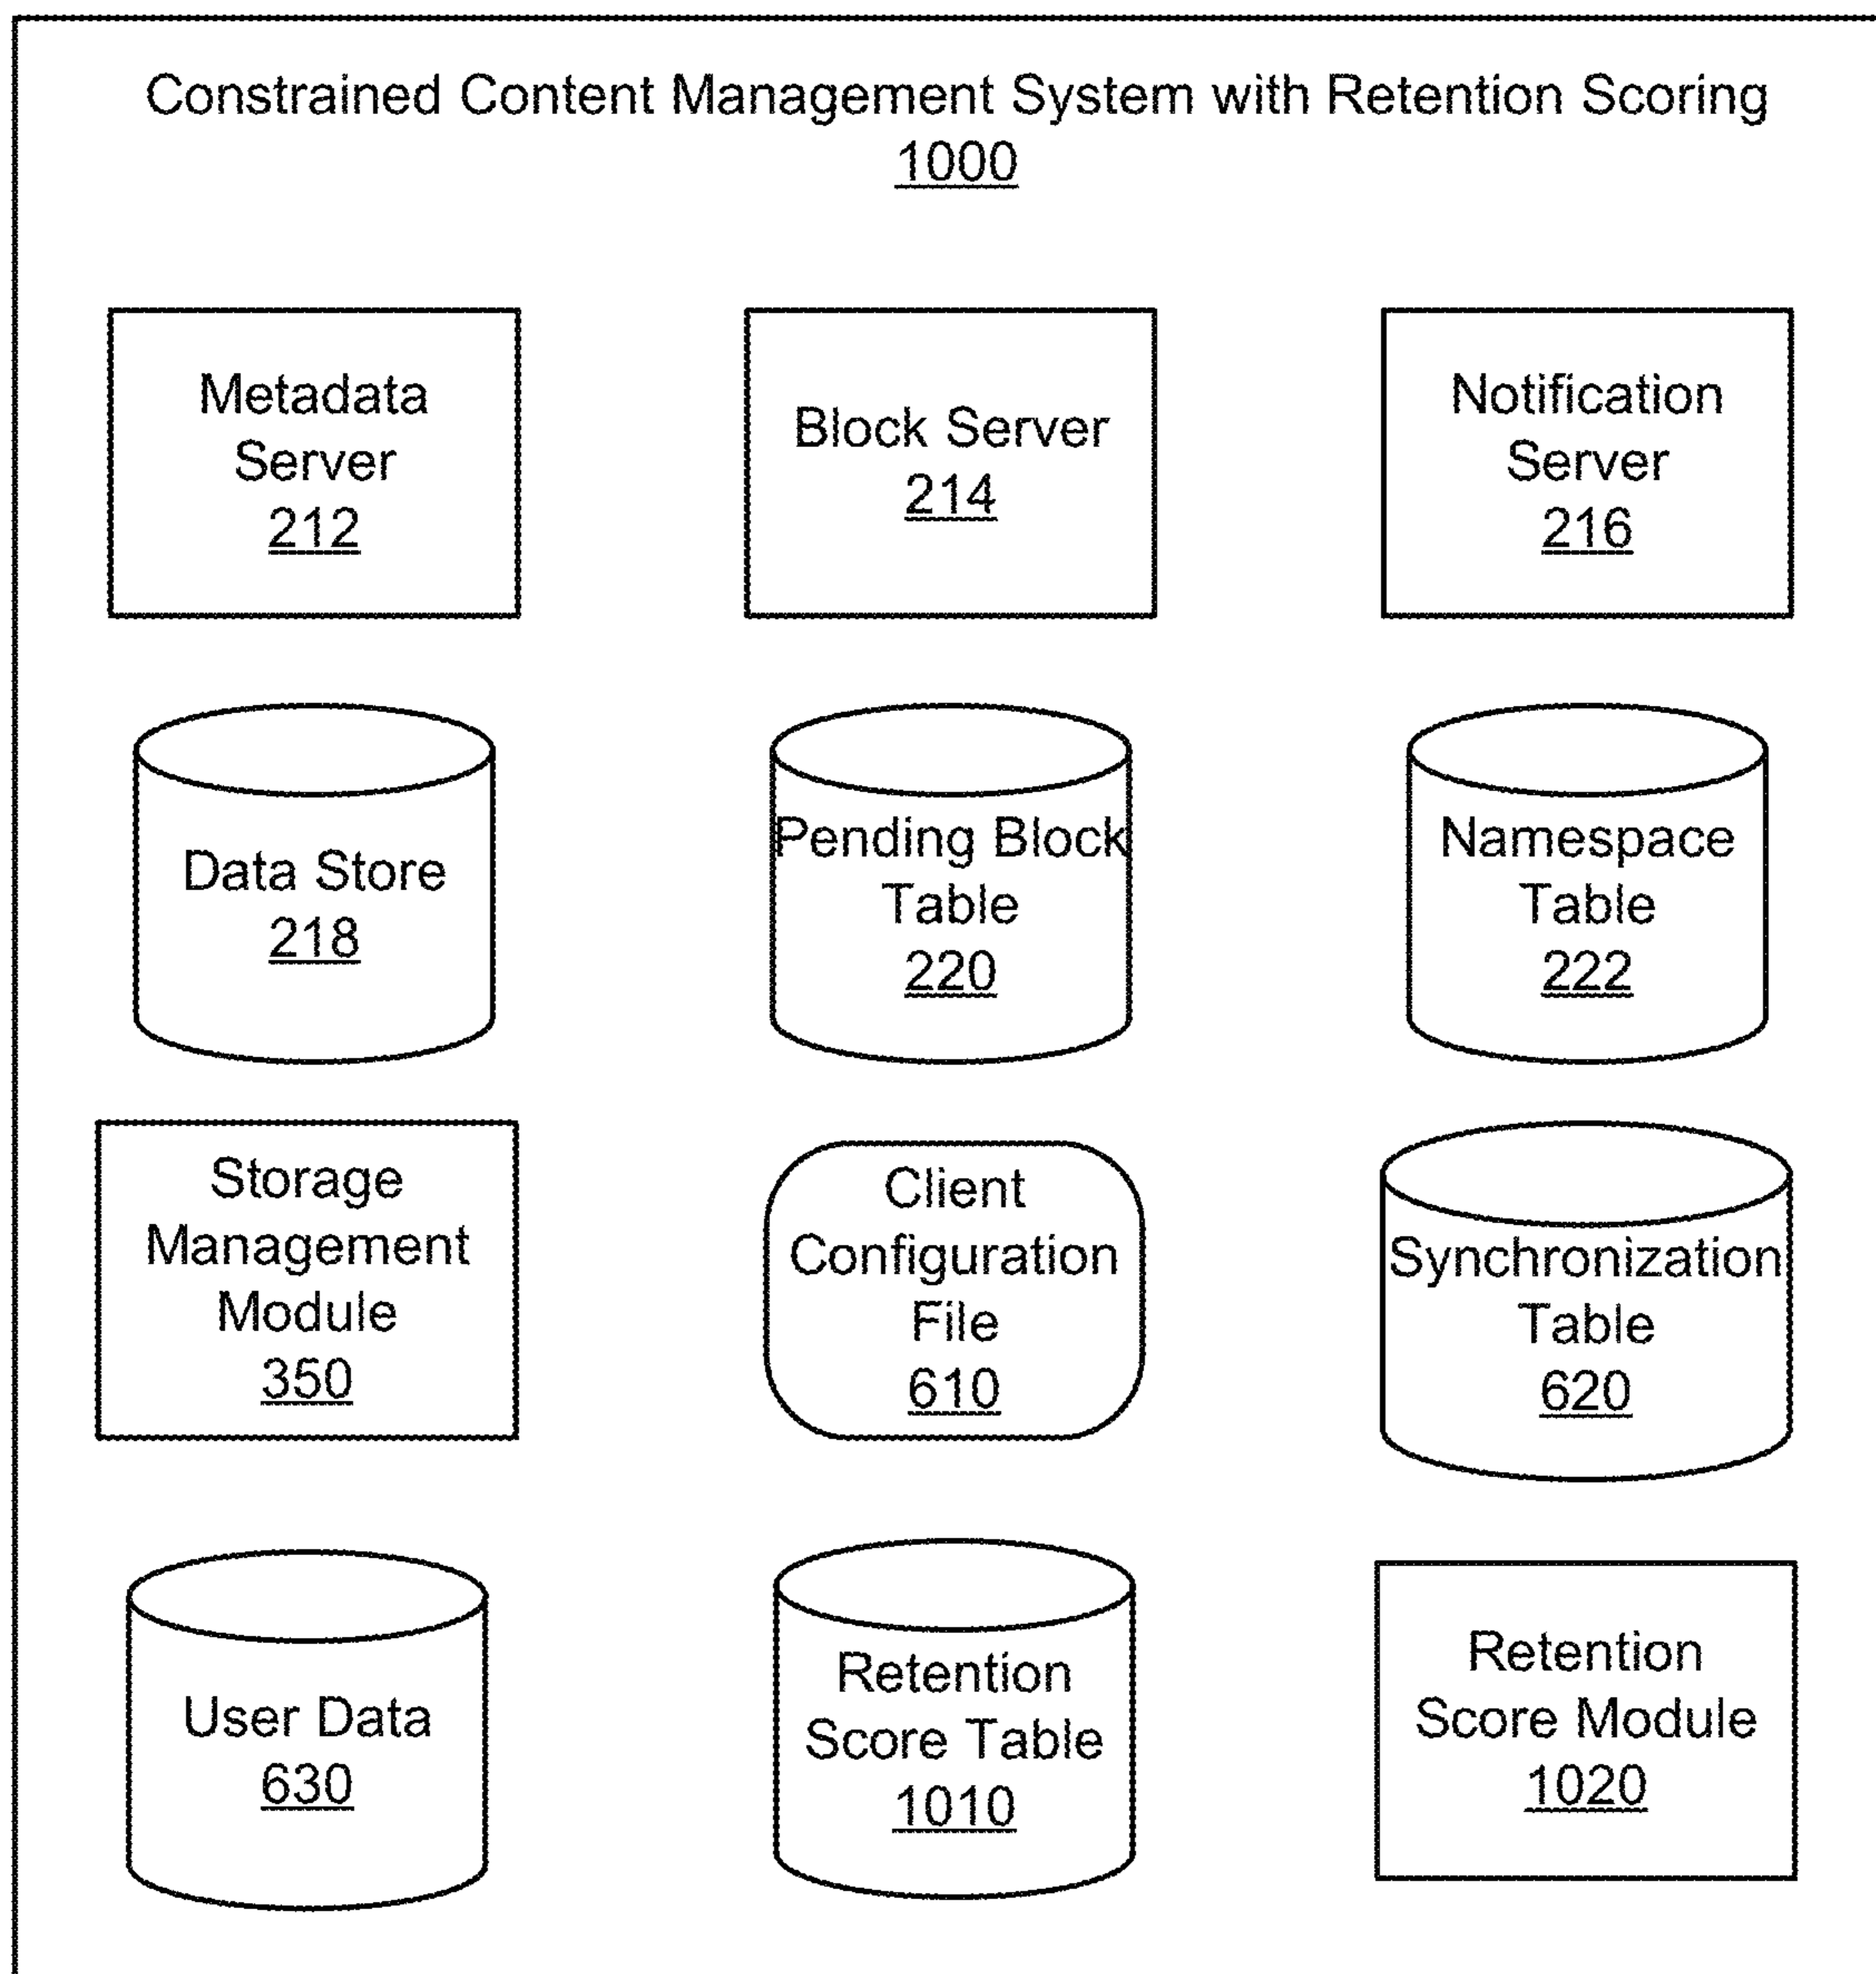 Constrained Content Management System with Retention Scoring
1000
Metadata
Server
212
Block Server
214
Notification
Server
216
Data Store
218
Pending Block
Table
220
Namespace
Table
222
Storage
Management
Module
350
Client
Configuration
File
610
Synchronization
Table
620
User Data
630
Retention
Score Table
1010
Retention
Score Module
1020